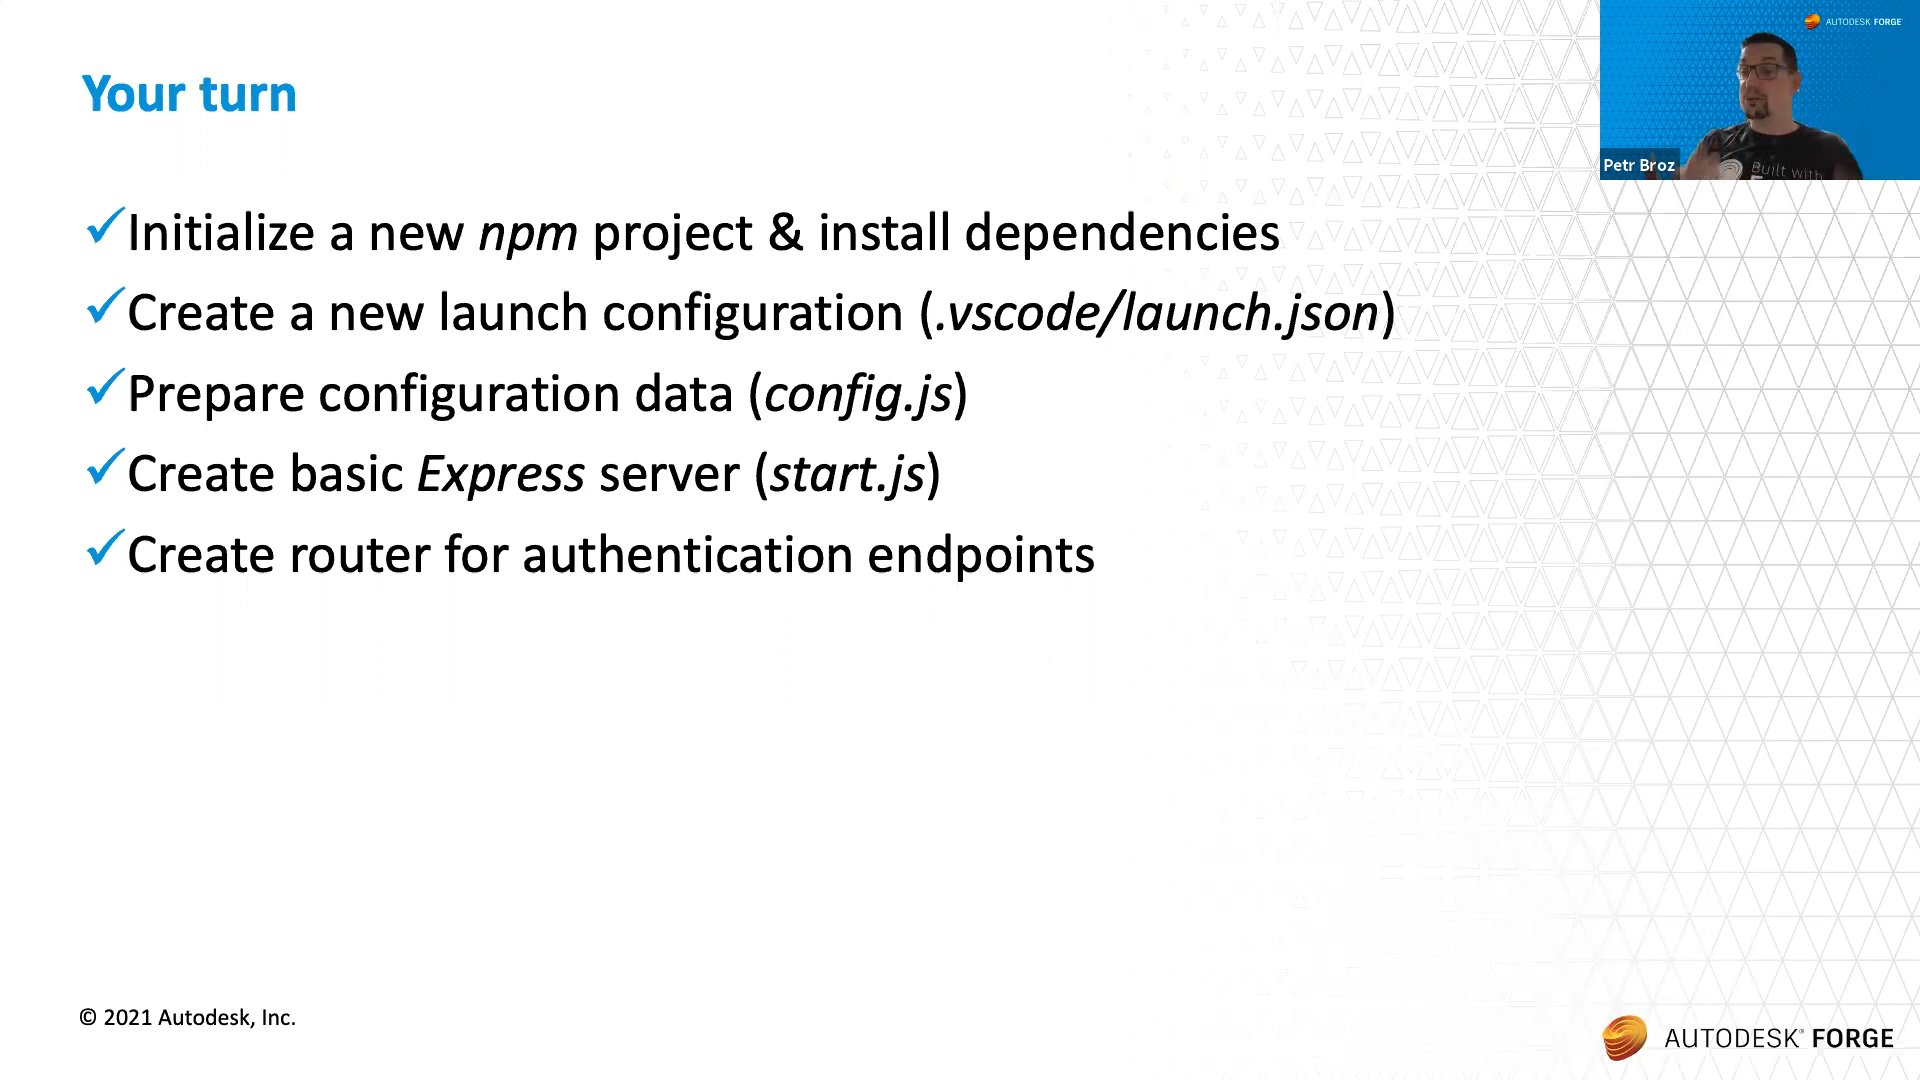 AUTODESK FORGE
Your turn
Petr Broz
Built with
✓Initialize a new npm project & install dependencies
✓Create a new launch configuration (.vscode/launch.json)
✓Prepare configuration data (config.js)
✓Create basic Express server (start.js)
✓Create router for authentication endpoints
© 2021 Autodesk, Inc.
AUTODESK® FORGE